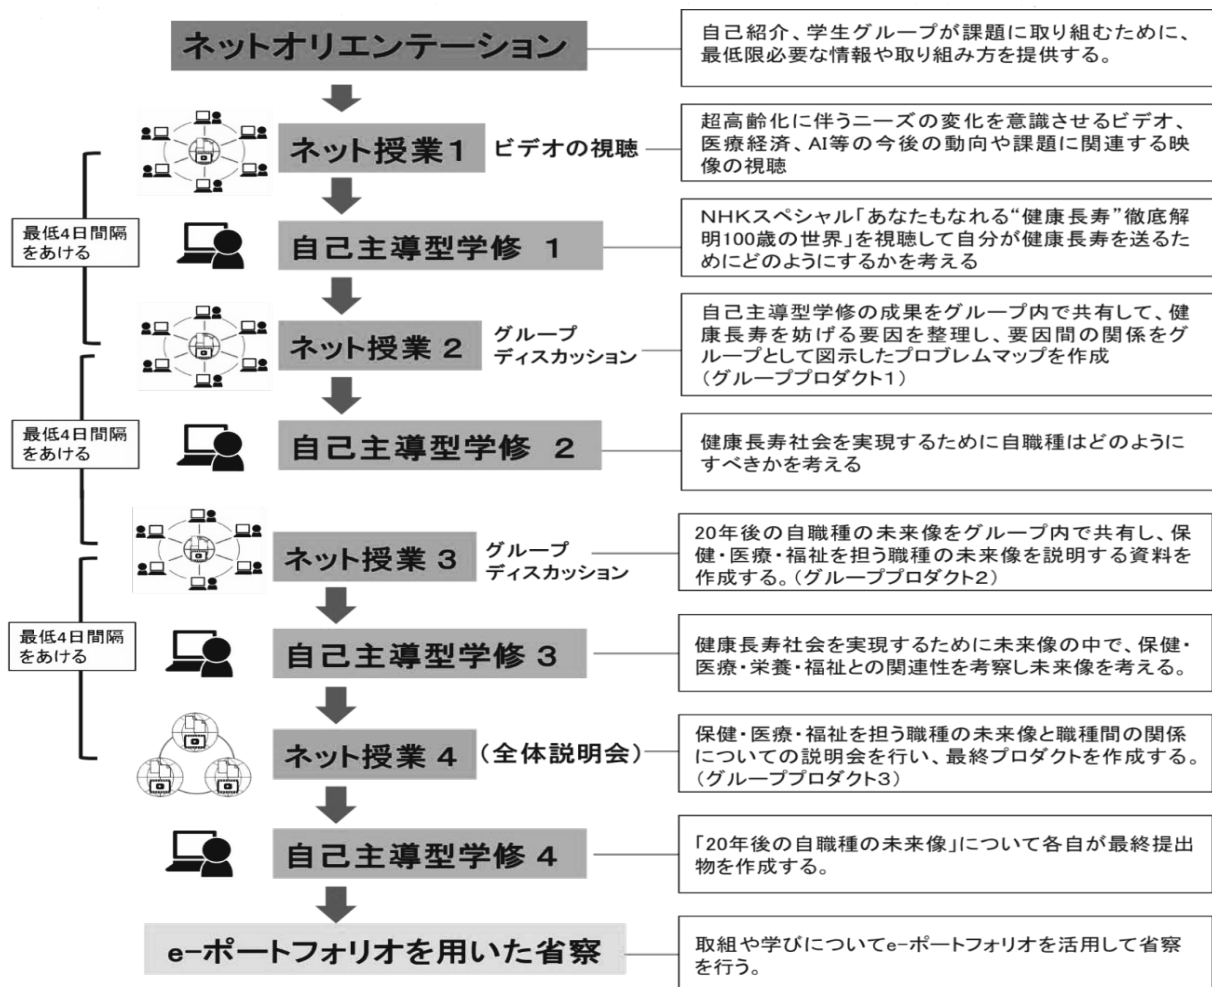 ネットオリエンテーション
自己紹介、学生グループが課題に取り組むために、
最低限必要な情報や取り組み方を提供する。
ネット授業1 ビデオの視聴
超高齢化に伴うニーズの変化を意識させるビデオ、
医療経済、AI等の今後の動向や課題に関連する映
像の視聴
最低4日間隔
をあける
自己主導型学修 1
NHKスペシャル「あなたもなれる“健康長寿”徹底解
明100歳の世界」を視聴して自分が健康長寿を送るた
めにどのようにするかを考える
ネット授業 2
グループ
ディスカッション
自己主導型学修の成果をグループ内で共有して、健
康長寿を妨げる要因を整理し、要因間の関係をグ
ループとして図示したプロブレムマップを作成
(グループプロダクト1)
最低4日間隔
をあける
自己主導型学修 2
健康長寿社会を実現するために自職種はどのように
すべきかを考える
ネット授業 3
グループ
ディスカッション
20年後の自職種の未来像をグループ内で共有し、保
健・医療・福祉を担う職種の未来像を説明する資料を
作成する。(グループプロダクト2)
最低4日間隔
をあける
自己主導型学修 3
健康長寿社会を実現するために未来像の中で、保健・
医療・栄養・福祉との関連性を考察し未来像を考える。
ネット授業 4 (全体説明会)
保健・医療・福祉を担う職種の未来像と職種間の関係
についての説明会を行い、最終プロダクトを作成する。
(グループプロダクト3)
自己主導型学修 4
「20年後の自職種の未来像」について各自が最終提出
物を作成する。
e-ポートフォリオを用いた省察
取組や学びについてe-ポートフォリオを活用して省察
を行う。